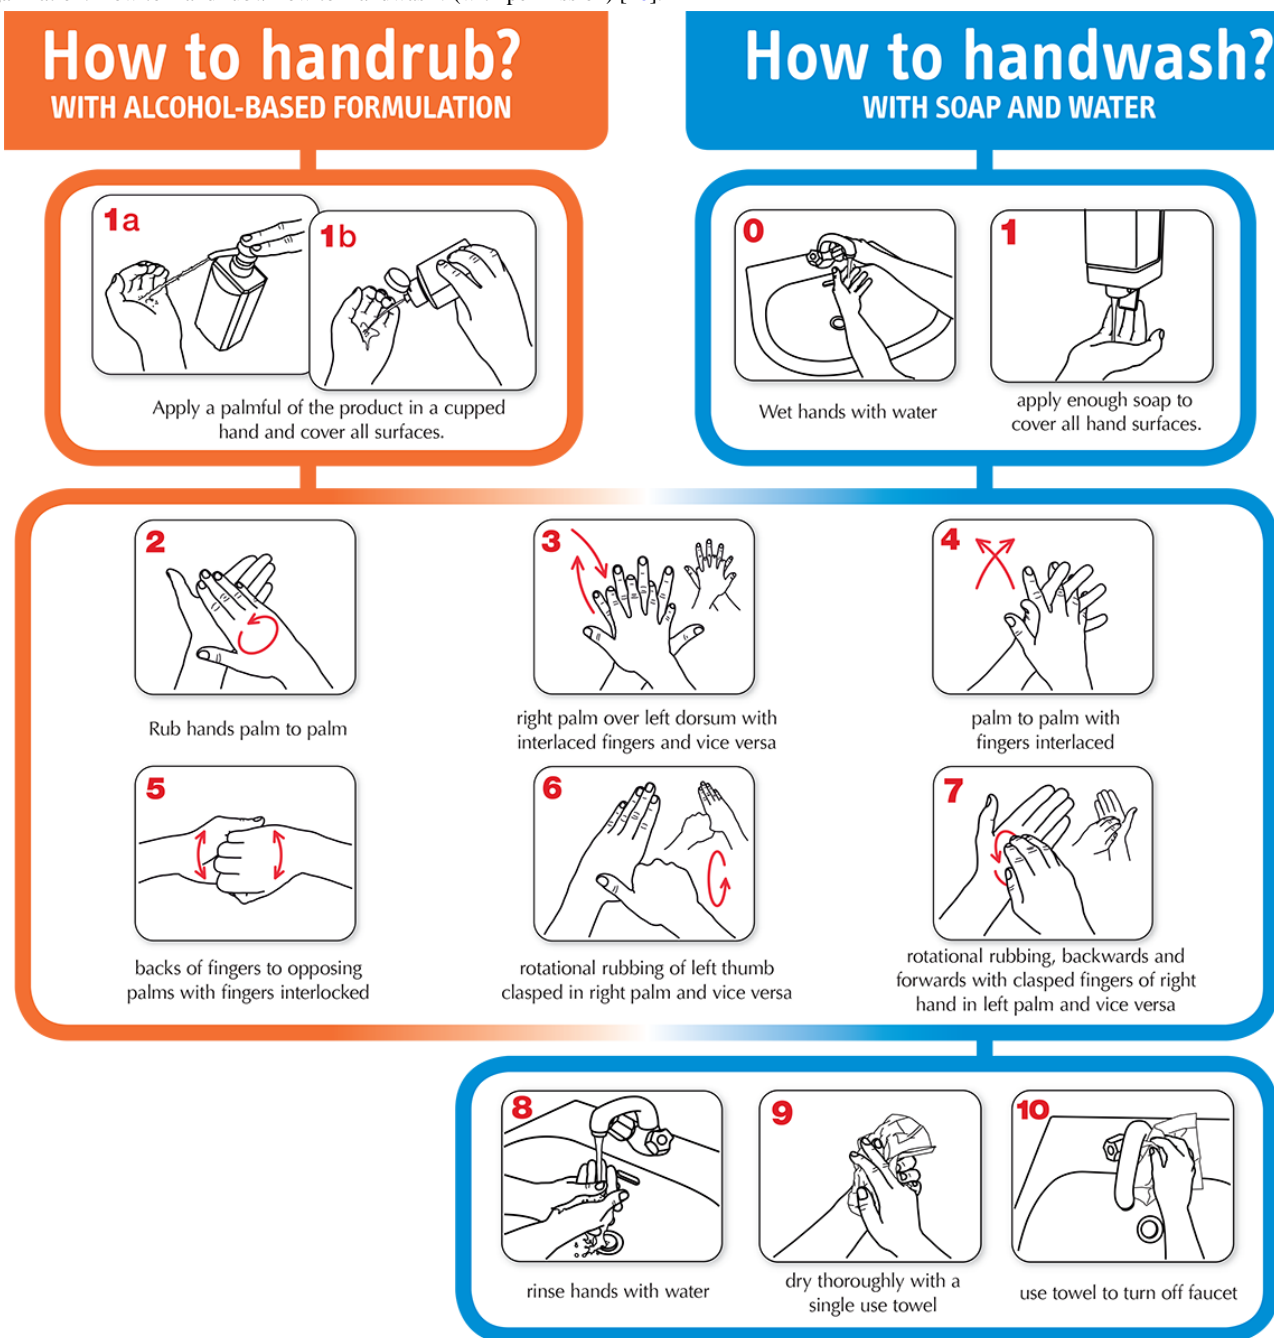 How to handrub?
WITH ALCOHOL-BASED FORMULATION
How to handwash?
WITH SOAP AND WATER
1a
1b
Apply a palmful of the product in a cupped
hand and cover all surfaces.
0
Wet hands with water
1
apply enough soap to
cover all hand surfaces.
2
Rub hands palm to palm
3
right palm over left dorsum with
interlaced fingers and vice versa
4
palm to palm with
fingers interlaced
5
backs of fingers to opposing
palms with fingers interlocked
6
rotational rubbing of left thumb
clasped in right palm and vice versa
7
rotational rubbing, backwards and
forwards with clasped fingers of right
hand in left palm and vice versa
8
rinse hands with water
9
dry thoroughly with a
single use towel
10
use towel to turn off faucet